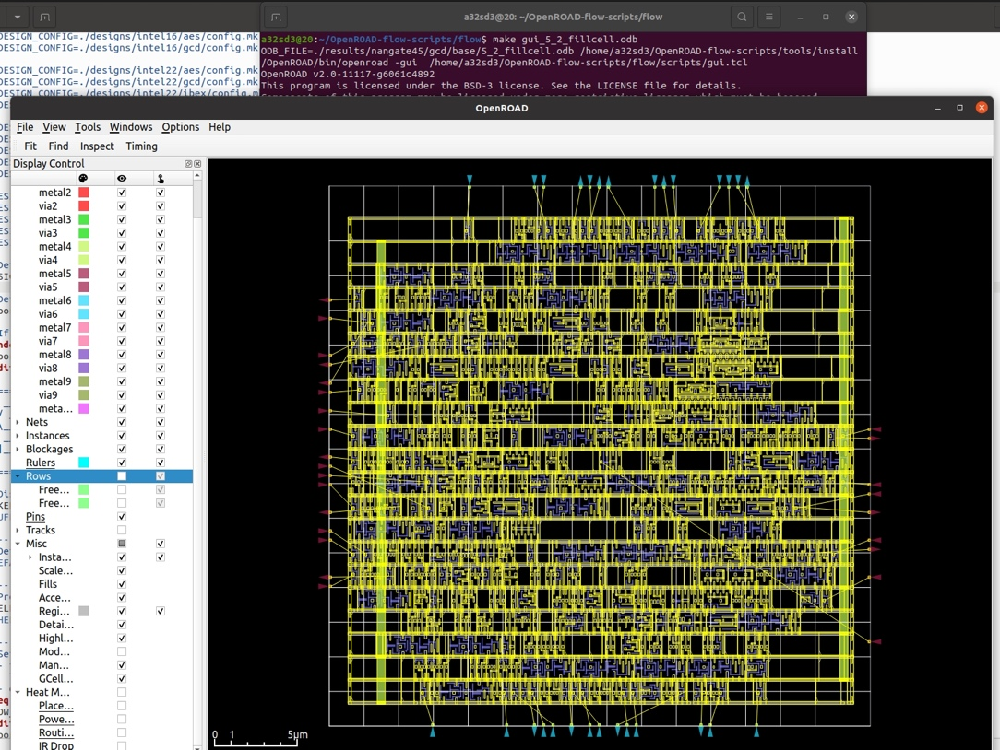 a32sd3@20: ~/OpenROAD-flow-scripts/flow
DESIGN_CONFIG=./designs/intel16/aes/config.mk
DESIGN_CONFIG=./designs/intel16/gcd/config.mk
DESIGN_CONFIG=./designs/intel22/aes/config.mk
DESIGN_CONFIG=./designs/intel22/gcd/config.mk
DESIGN_CONFIG=./designs/intel22/ibex/config.m
a32sd3@20:~/OpenROAD-flow-scripts/flow$ make gui_5_2_fillcell.odb
ODB_FILE=./results/nangate45/gcd/base/5_2_fillcell.odb /home/a32sd3/OpenROAD-flow-scripts/tools/install
/OpenROAD/bin/openroad -gui  /home/a32sd3/OpenROAD-flow-scripts/flow/scripts/gui.tcl
OpenROAD v2.0-11117-g6061c4892
This program is licensed under the BSD-3 license. See the LICENSE file for details.
OpenROAD
File View Tools Windows Options Help
Fit Find Inspect Timing
Display Control
metal2
via2
metal3
via3
metal4
via4
metal5
via5
metal6
via6
metal7
via7
metal8
via8
metal9
via9
meta...
Nets
Instances
Blockages
Rulers
Rows
Free...
Free...
Pins
Tracks
Misc
Insta...
Scale...
Fills
Acce...
Regi...
Detai...
Highl...
Mod...
Man...
GCell...
Heat M...
Place...
Powe...
Routi...
IR Drop
0 1 5μm